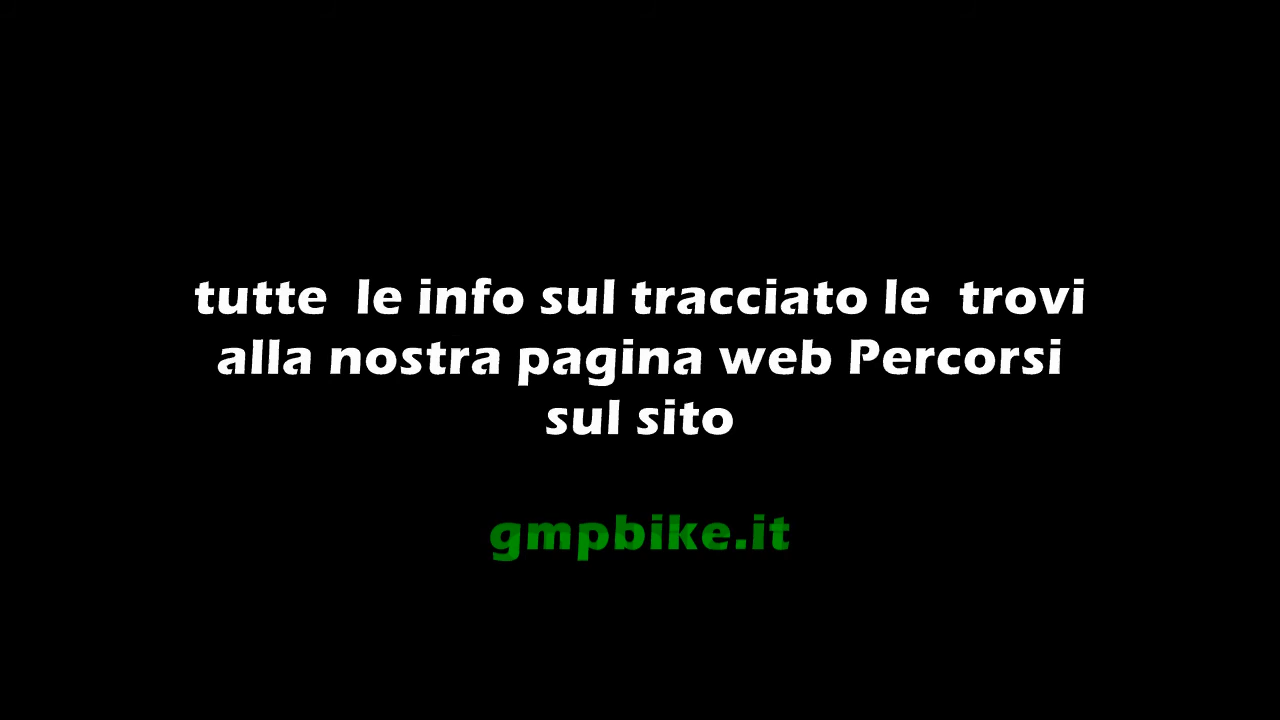 tutte le info sul tracciato le trovi
alla nostra pagina web Percorsi
sul sito
gmpbike.it